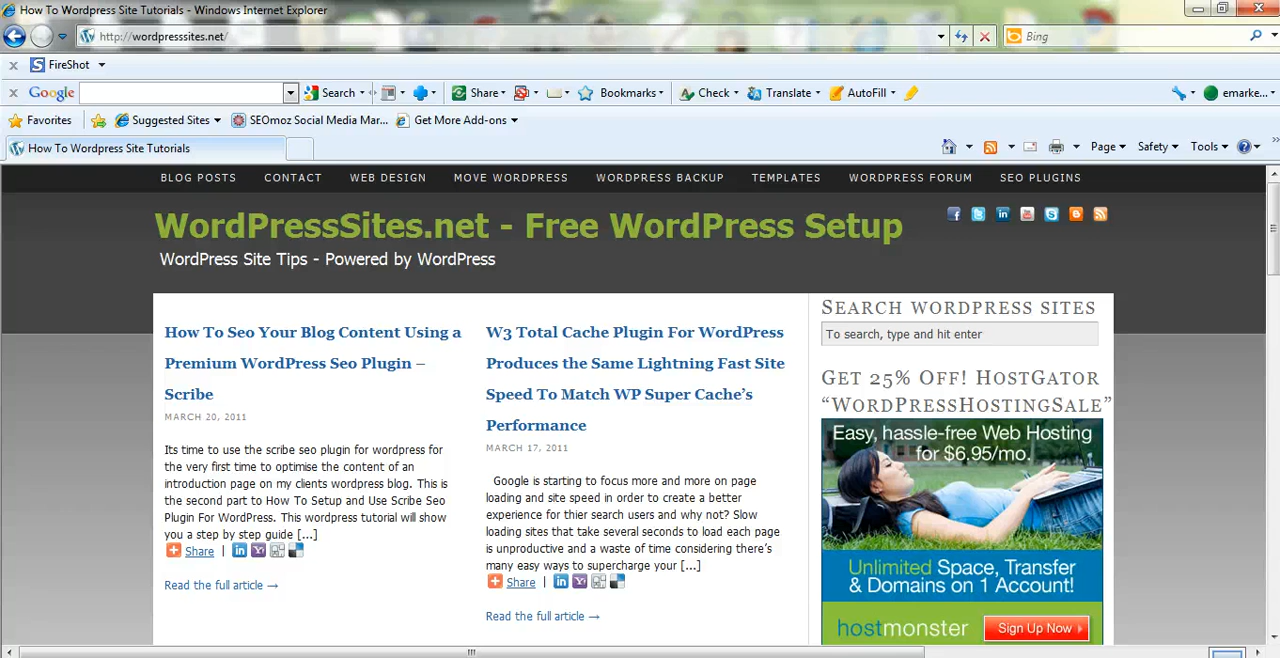 How To Wordpress Site Tutorials - Windows Internet Explorer
http://wordpresssites.net/
Bing
FireShot
Google Search Share Bookmarks Check Translate AutoFill emarke...
Favorites Suggested Sites SEOmoz Social Media Mar... Get More Add-ons
How To Wordpress Site Tutorials
Page Safety Tools
BLOG POSTS CONTACT WEB DESIGN MOVE WORDPRESS WORDPRESS BACKUP TEMPLATES WORDPRESS FORUM SEO PLUGINS
WordPressSites.net - Free WordPress Setup
WordPress Site Tips - Powered by WordPress
How To Seo Your Blog Content Using a
Premium WordPress Seo Plugin –
Scribe
MARCH 20, 2011
Its time to use the scribe seo plugin for wordpress for
the very first time to optimise the content of an
introduction page on my clients wordpress blog. This is
the second part to How To Setup and Use Scribe Seo
Plugin For WordPress. This wordpress tutorial will show
you a step by step guide [...]
Share |
Read the full article →
W3 Total Cache Plugin For WordPress
Produces the Same Lightning Fast Site
Speed To Match WP Super Cache's
Performance
MARCH 17, 2011
Google is starting to focus more and more on page
loading and site speed in order to create a better
experience for thier search users and why not? Slow
loading sites that take several seconds to load each page
is unproductive and a waste of time considering there's
many easy ways to supercharge your [...]
Share |
Read the full article →
SEARCH WORDPRESS SITES
To search, type and hit enter
GET 25% OFF! HOSTGATOR
“WORDPRESSHOSTINGSALE”
Easy, hassle-free Web Hosting
for $6.95/mo.
Unlimited Space, Transfer
& Domains on 1 Account!
hostmonster Sign Up Now